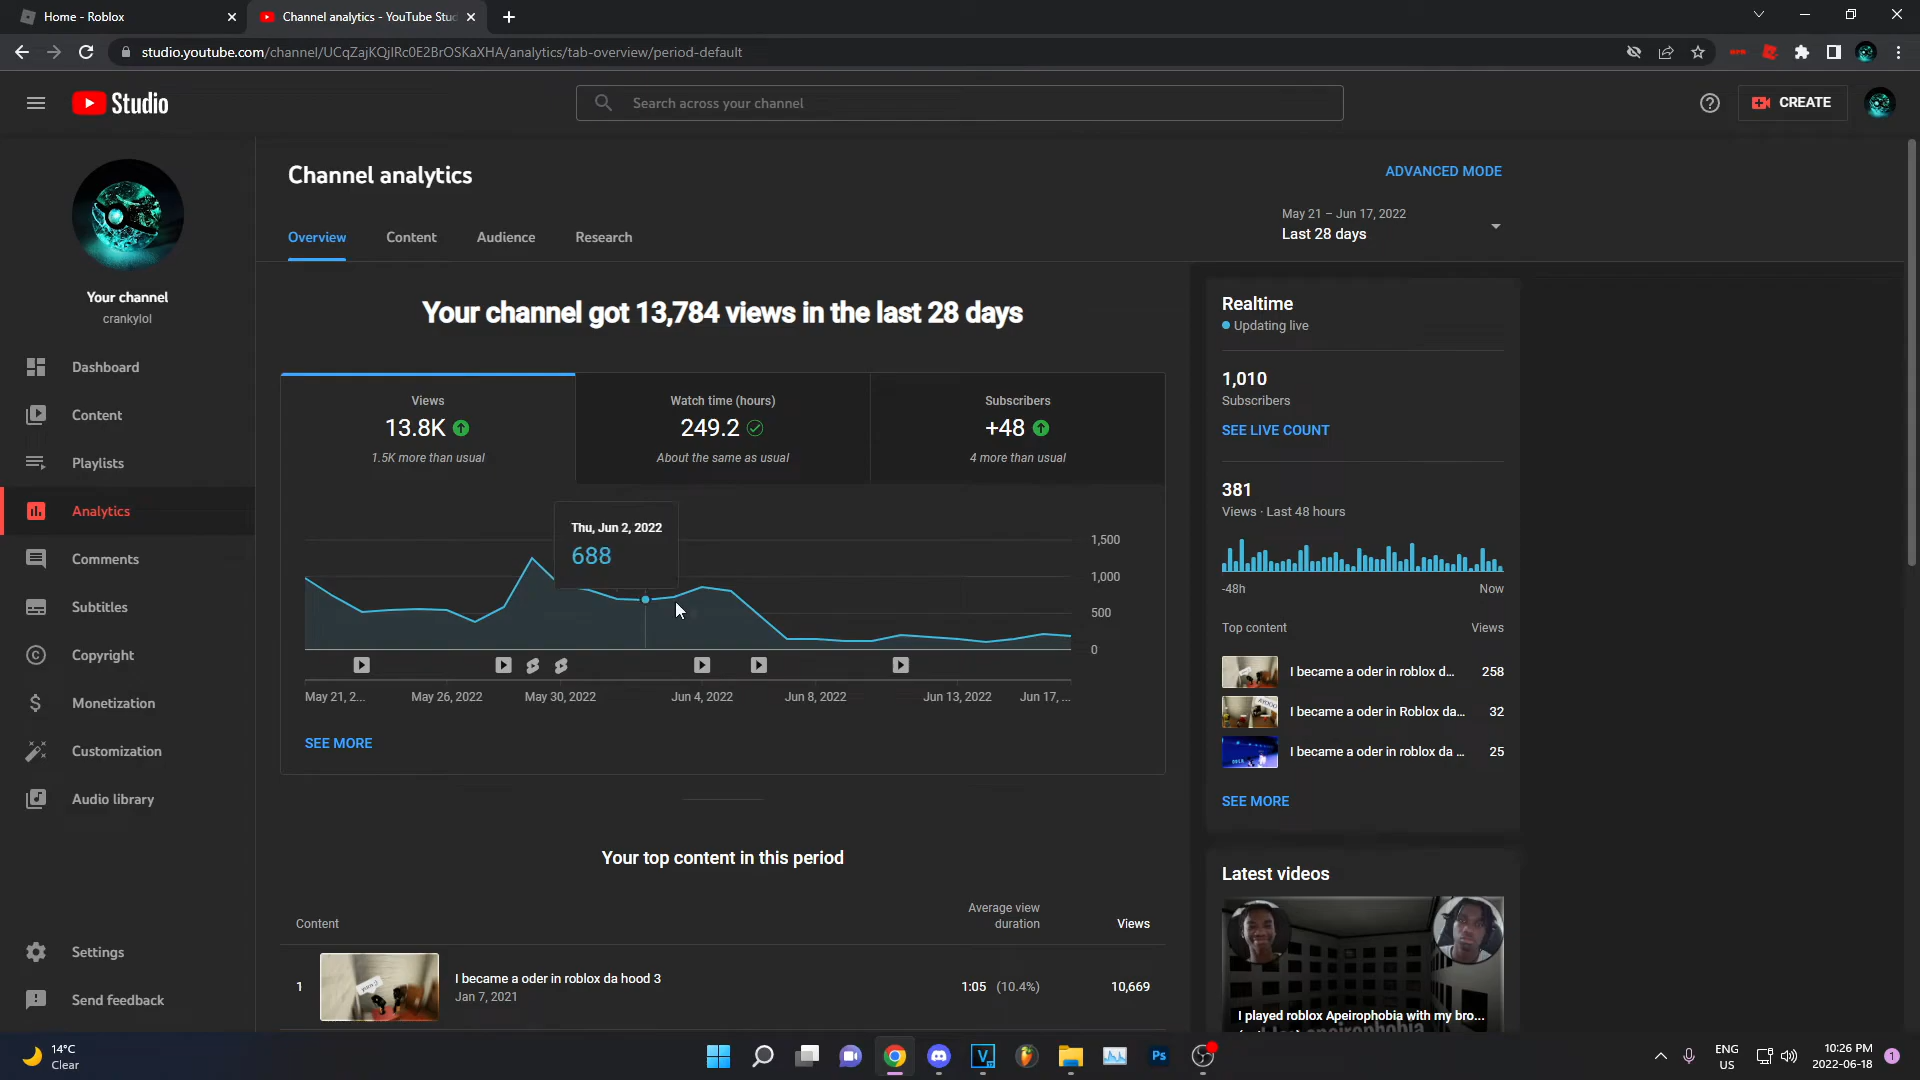 Home - Roblox
Channel analytics - YouTube Stuc
studio.youtube.com/channel/UCqZajKQjlRc0E2BrOSKaXHA/analytics/tab-overview/period-default
Studio
Search across your channel
CREATE
Your channel
crankylol
Dashboard
Content
Playlists
Analytics
Comments
Subtitles
Copyright
Monetization
Customization
Audio library
Settings
Send feedback
Channel analytics
ADVANCED MODE
May 21 – Jun 17, 2022
Last 28 days
Overview
Content
Audience
Research
Your channel got 13,784 views in the last 28 days
Views
13.8K
1.5K more than usual
Watch time (hours)
249.2
About the same as usual
Subscribers
+48
4 more than usual
Thu, Jun 2, 2022
688
1,500
1,000
500
0
May 21, 2...
May 26, 2022
May 30, 2022
Jun 4, 2022
Jun 8, 2022
Jun 13, 2022
Jun 17, ...
SEE MORE
Your top content in this period
Content
Average view
duration
Views
1
I became a oder in roblox da hood 3
Jan 7, 2021
1:05 (10.4%)
10,669
Realtime
Updating live
1,010
Subscribers
SEE LIVE COUNT
381
Views · Last 48 hours
-48h
Now
Top content
Views
I became a oder in roblox d...
258
I became a oder in Roblox da...
32
I became a oder in roblox da ...
25
SEE MORE
Latest videos
I played roblox Apeirophobia with my bro...
14°C
Clear
Ps
ENG
US
10:26 PM
2022-06-18
1